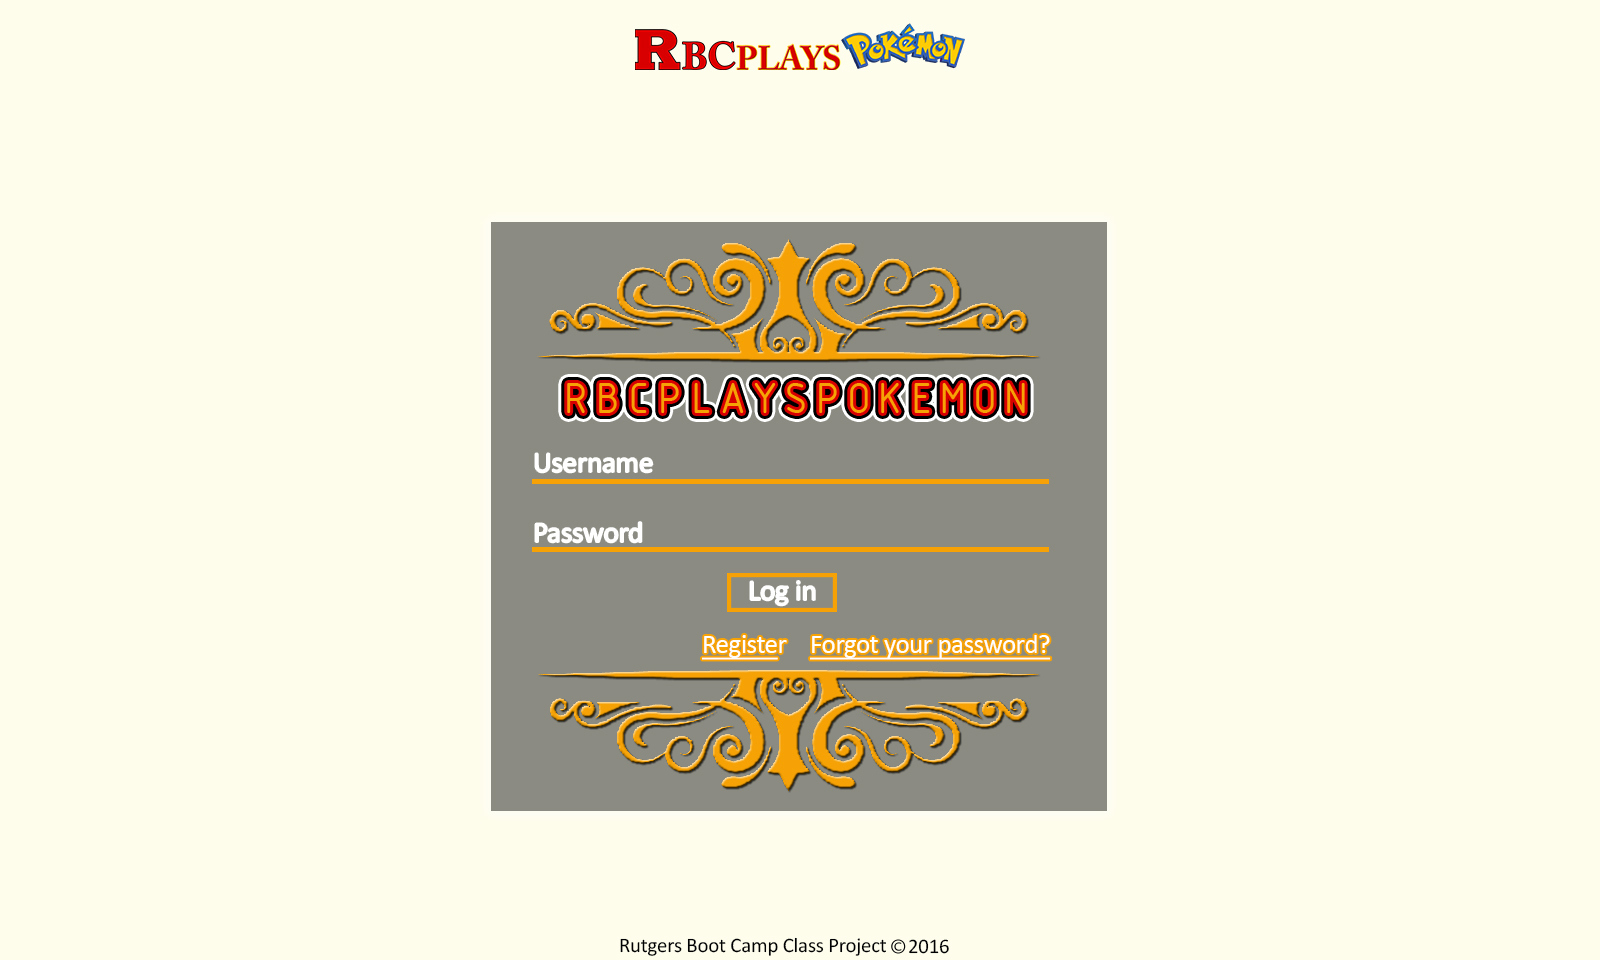 RBCPLAYS Pokémon
RBCPLAYSPOKEMON
Username
Password
Log in
Register Forgot your password?
Rutgers Boot Camp Class Project ©2016